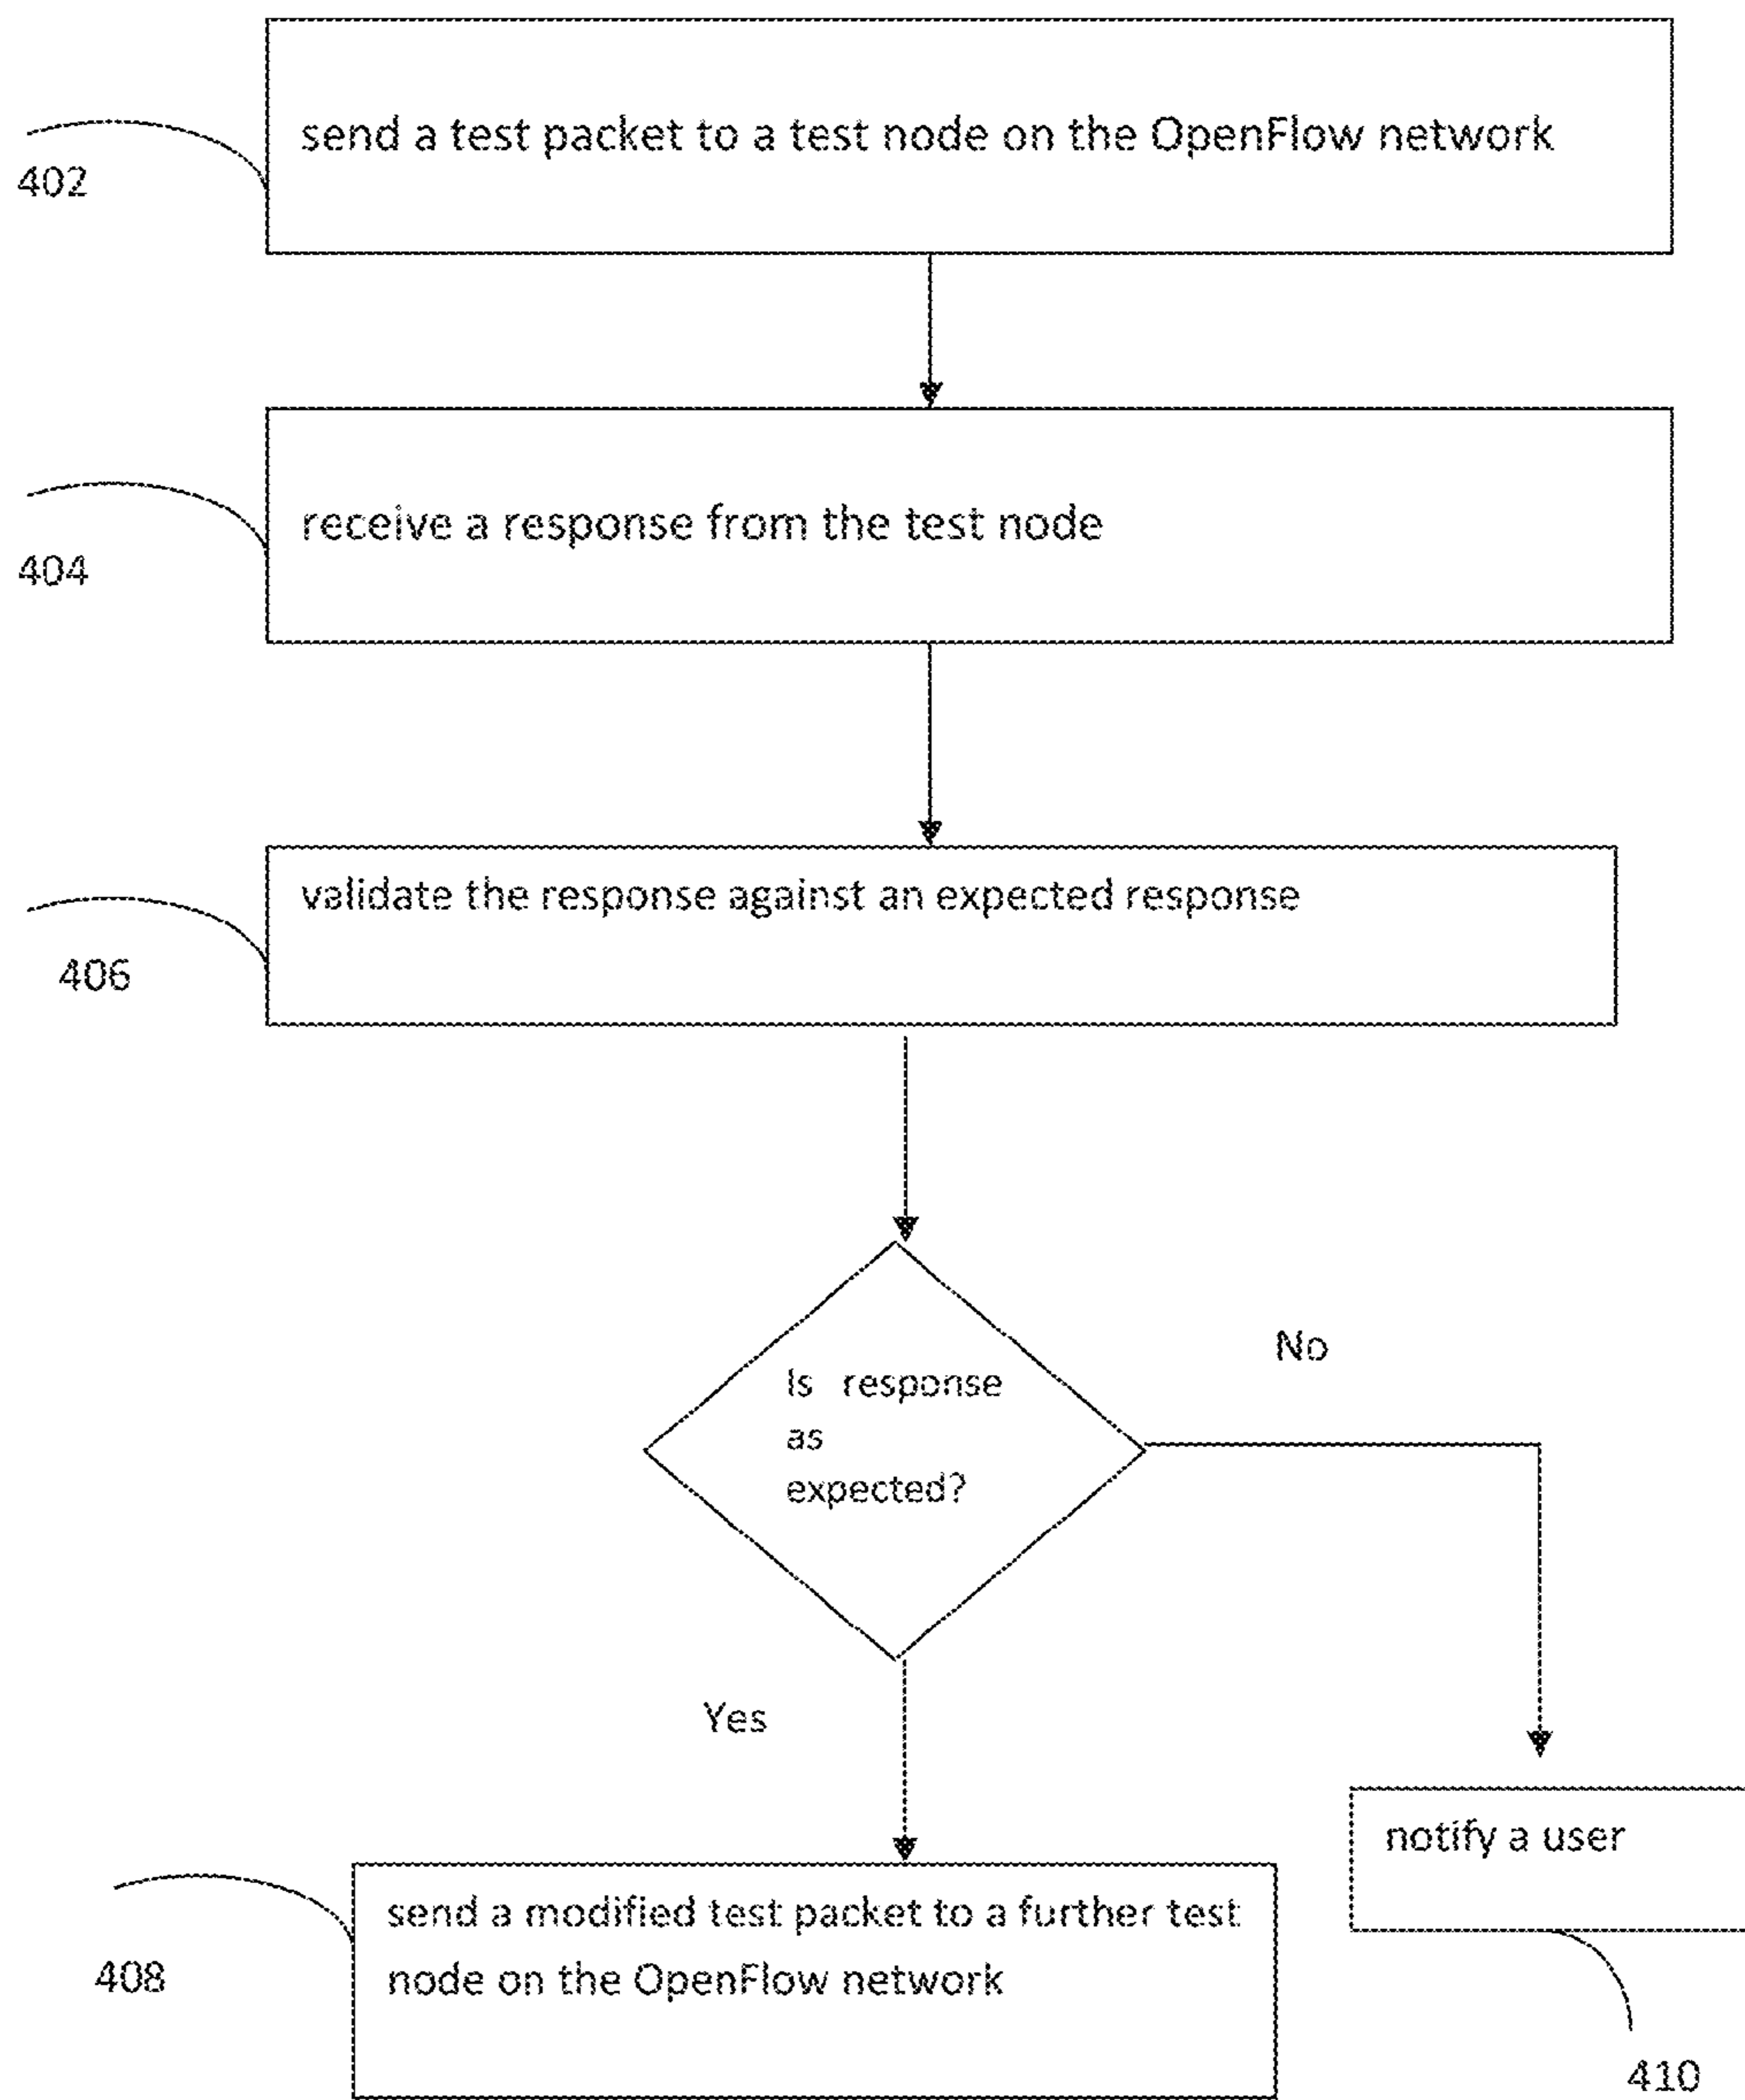 send a test packet to a test node on the OpenFlow network
402
receive a response from the test node
404
validate the response against an expected response
406
Is response
as
expected?
No
Yes
notify a user
send a modified test packet to a further test
node on the OpenFlow network
408
410